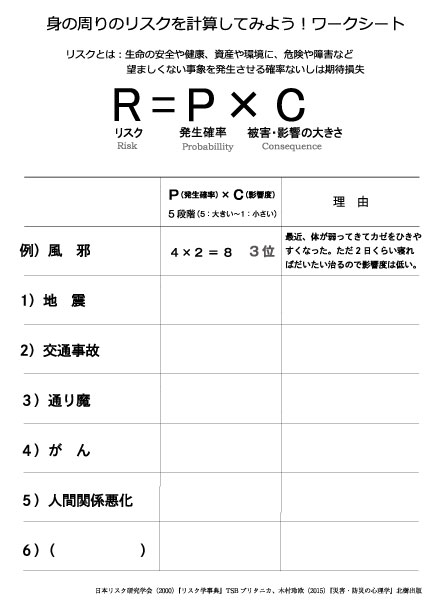 身の周りのリスクを計算してみよう！ワークシート
リスクとは：生命の安全や健康、資産や環境に、危険や障害など
望ましくない事象を発生させる確率ないしは期待損失
R＝P×C
リスク 発生確率 被害・影響の大きさ
Risk Probabillity Consequence
P（発生確率）× C（影響度）
5段階（5：大きい～1：小さい）
理　由
例）風　邪
4×2＝8 3位
最近、体が弱ってきてカゼをひきや
すくなった。ただ2日くらい寝れ
ばだいたい治るので影響度は低い。
1）地　震
2）交通事故
3）通り魔
4）が　ん
5）人間関係悪化
6）（　　　　　　）
日本リスク研究学会（2000）『リスク学事典』TSBブリタニカ、木村玲欧（2015）『災害・防災の心理学』北樹出版